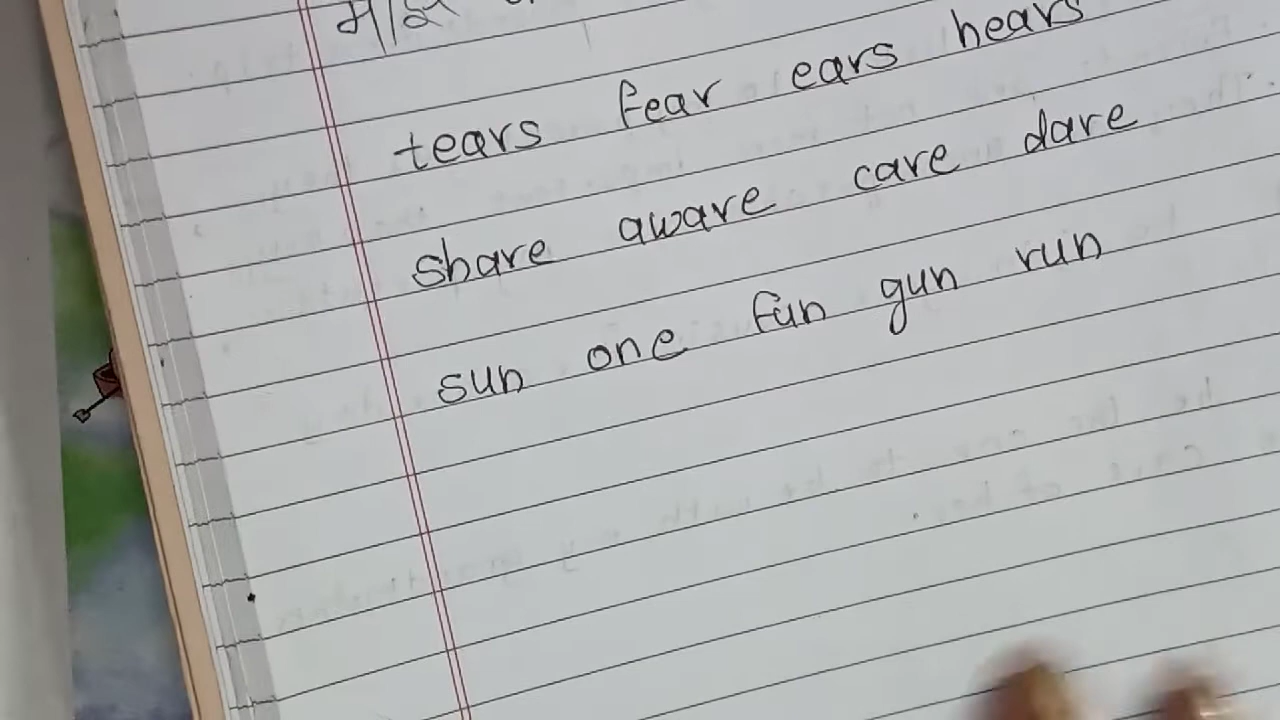 tears fear ears hears
share aware care dare
sun one fun gun run